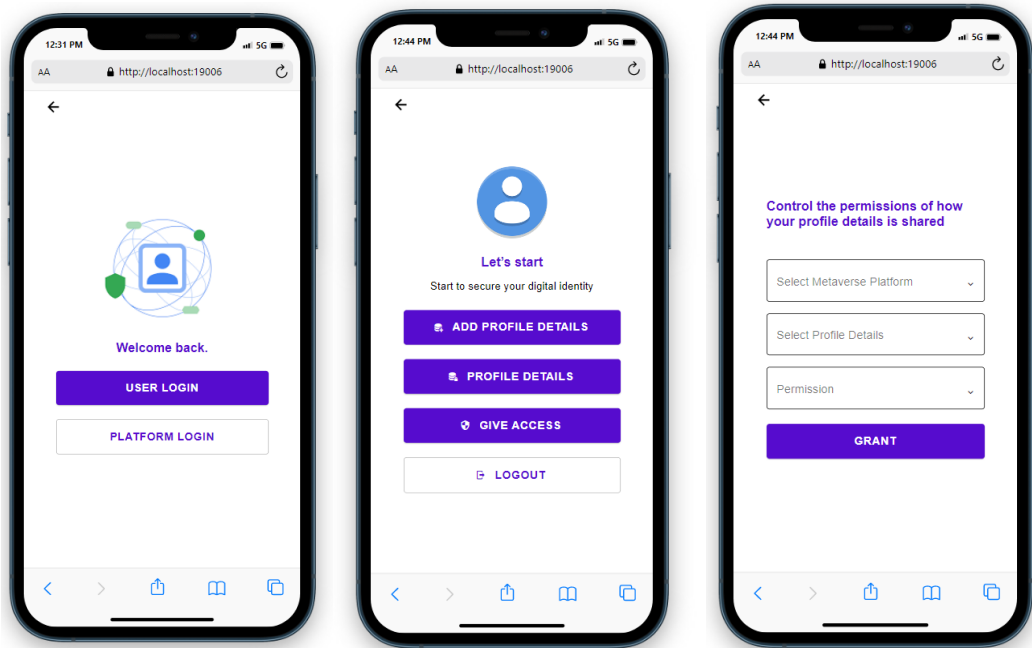 12:31 PM
5G
AA
http://localhost:19006
Welcome back.
USER LOGIN
PLATFORM LOGIN
12:44 PM
5G
AA
http://localhost:19006
Let's start
Start to secure your digital identity
ADD PROFILE DETAILS
PROFILE DETAILS
GIVE ACCESS
LOGOUT
12:44 PM
5G
AA
http://localhost:19006
Control the permissions of how
your profile details is shared
Select Metaverse Platform
Select Profile Details
Permission
GRANT